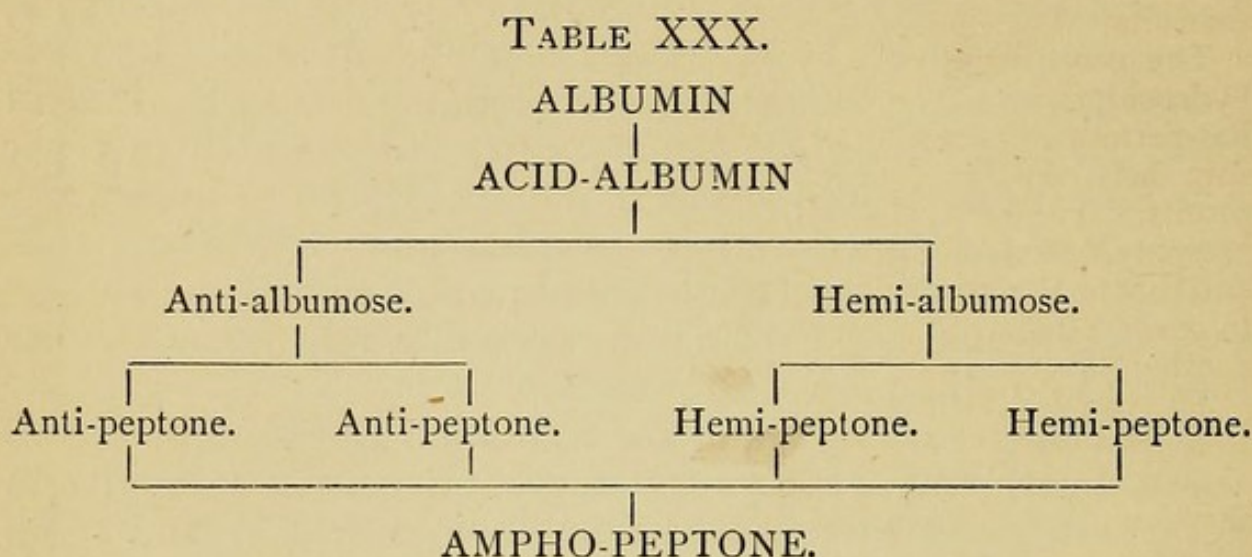 TABLE XXX.
ALBUMIN
ACID-ALBUMIN
Anti-albumose. Hemi-albumose.
Anti-peptone. Anti-peptone. Hemi-peptone. Hemi-peptone.
AMPHO-PEPTONE.